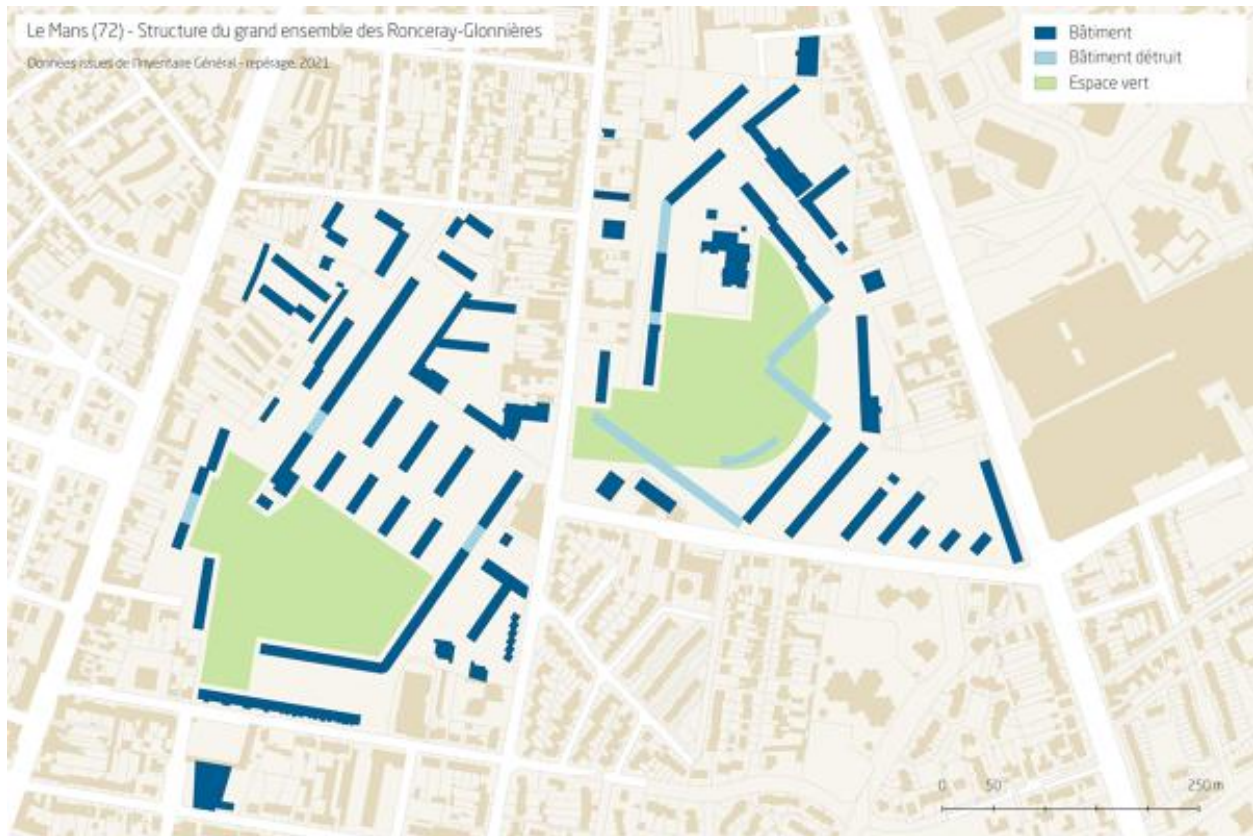 Le Mans (72) - Structure du grand ensemble des Ronceray-Glonnières
Données issues de l'Inventaire Général - repérage, 2021
Bâtiment
Bâtiment détruit
Espace vert
0 50 250 m